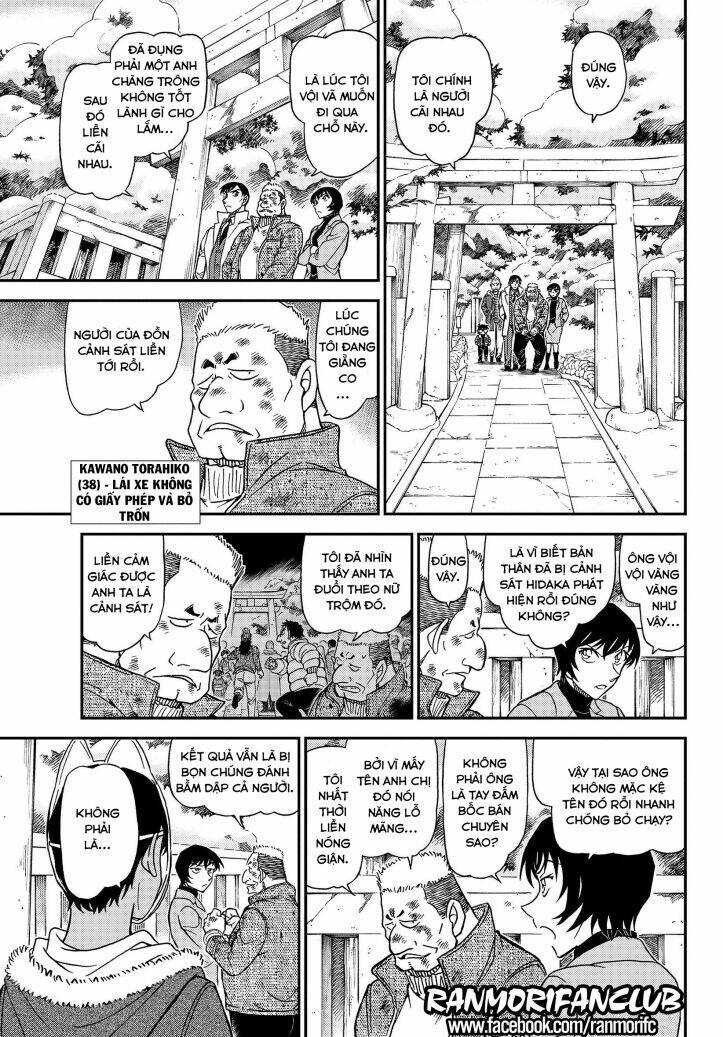 ĐÚNG
VẬY.
TÔI CHÍNH
LÀ NGƯỜI
CÃI NHAU
ĐÓ.
LÀ LÚC TÔI
VỘI VÃ MUỐN
ĐI QUA
CHỖ NÀY.
ĐÃ ĐỤNG
PHẢI MỘT ANH
CHÀNG TRÔNG
KHÔNG TỐT
LÀNH GÌ CHO
LẮM...
SAU
ĐÓ LIỀN
CÃI
NHAU.
LÚC
CHÚNG
TÔI ĐANG
GIẰNG
CO
...
NGƯỜI CỦA ĐỒN
CẢNH SÁT LIỀN
TỚI RỒI.
KAWANO TORAHIKO
(38) - LÁI XE KHÔNG
CÓ GIẤY PHÉP VÀ BỎ
TRỐN
ÔNG VỘI
VỘI VÀNG
VÀNG
NHƯ
VẬY...
LÀ VÌ BIẾT BẢN
THÂN ĐÃ BỊ CẢNH
SÁT HIDAKA PHÁT
HIỆN RỒI ĐÚNG
KHÔNG?
ĐÚNG
VẬY.
TÔI ĐÃ NHÌN
THẤY ANH TA
ĐUỔI THEO NỮ
TRỘM ĐÓ.
LIỀN CẢM
GIÁC ĐƯỢC
ANH TA LÀ
CẢNH SÁT!
VẬY TẠI SAO ÔNG
KHÔNG MẶC KỆ
TÊN ĐÓ RỒI NHANH
CHÓNG BỎ CHẠY?
KHÔNG
PHẢI ÔNG
LÀ TAY ĐẤM
BỐC BÁN
CHUYÊN
SAO?
BỞI VÌ MẤY
TÊN ANH CHỊ
ĐÓ NÓI
NĂNG LỖ
MÃNG...
TÔI
NHẤT
THỜI
LIỀN
NÓNG
GIẬN.
KẾT QUẢ VẪN LÀ BỊ
BỌN CHÚNG ĐÁNH
BẦM DẬP CẢ NGƯỜI.
KHÔNG
PHẢI
LÀ...
RANMORIFANCLUB
www.facebook.com/ranmorifc